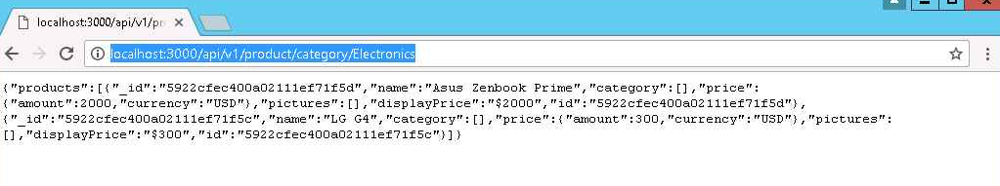 localhost:3000/api/v1/pr
localhost:3000/api/v1/product/category/Electronics
{"products":[{"_id":"5922cfec400a02111ef71f5d","name":"Asus Zenbook Prime","category":[],"price":
{"amount":2000,"currency":"USD"},"pictures":[],"displayPrice":"$2000","id":"5922cfec400a02111ef71f5d"},
{"_id":"5922cfec400a02111ef71f5c","name":"LG G4","category":[],"price":{"amount":300,"currency":"USD"},"pictures":
[],"displayPrice":"$300","id":"5922cfec400a02111ef71f5c"}]}